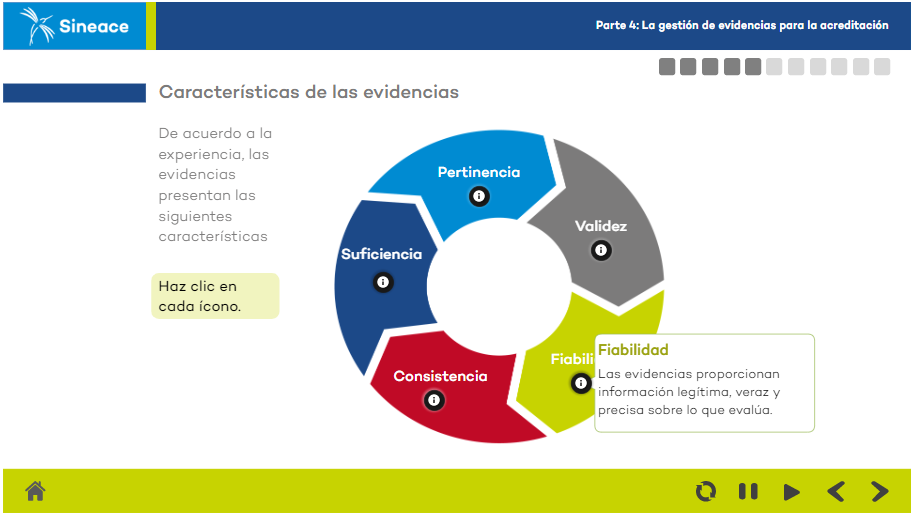 Sineace
Parte 4: La gestión de evidencias para la acreditación
Características de las evidencias
De acuerdo a la
experiencia, las
evidencias
presentan las
siguientes
características
Haz clic en
cada ícono.
Pertinencia
Validez
Suficiencia
Fiabili
Consistencia
Fiabilidad
Las evidencias proporcionan
información legítima, veraz y
precisa sobre lo que evalúa.